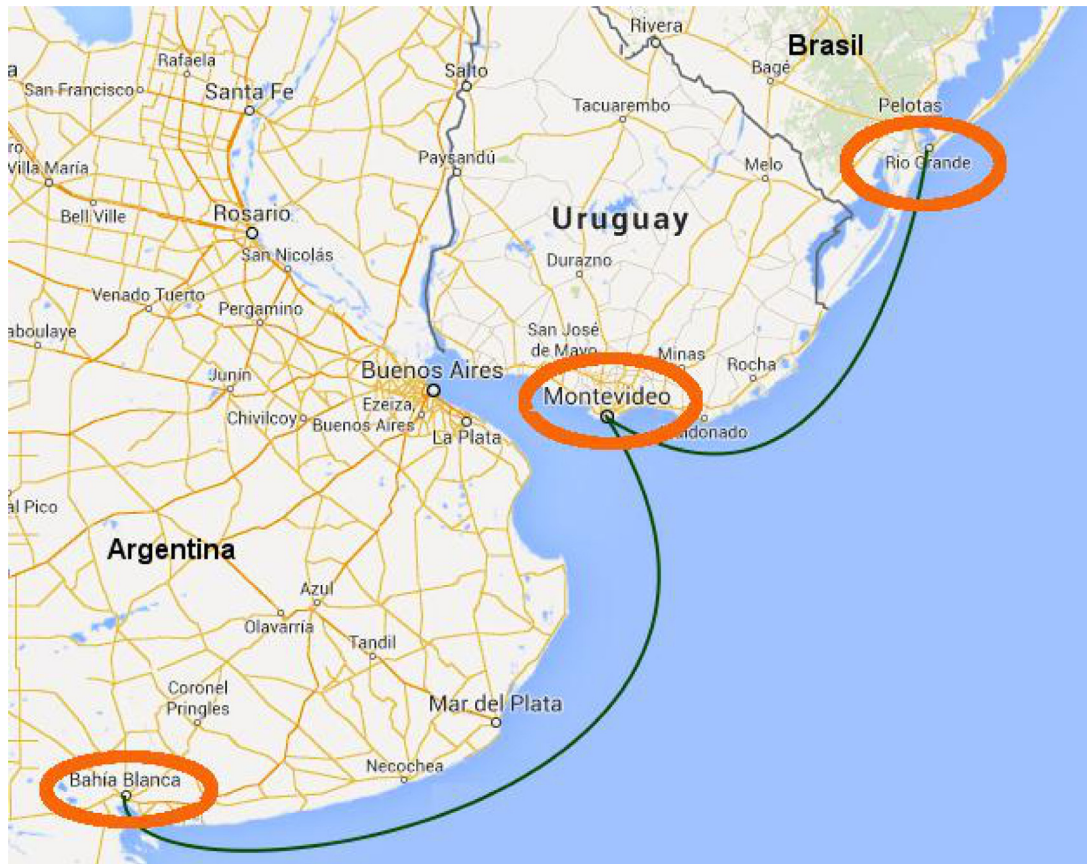 Rivera
Brasil
Rafaela
Salto
Bagé
San Francisco
Santa Fe
Tacuarembo
Pelotas
Villa María
Paysandú
Melo
Rio Grande
Bell Ville
Rosario
Uruguay
San Nicolás
Durazno
Venado Tuerto
Pergamino
aboulaye
San José
de Mayo
Minas
Rocha
Junín
Buenos Aires
Montevideo
Chivilcoy
Ezeiza,
Buenos Aires
La Plata
ldonado
al Pico
Argentina
Azul
Olavarría
Tandil
Coronel
Pringles
Mar del Plata
Necochea
Bahía Blanca